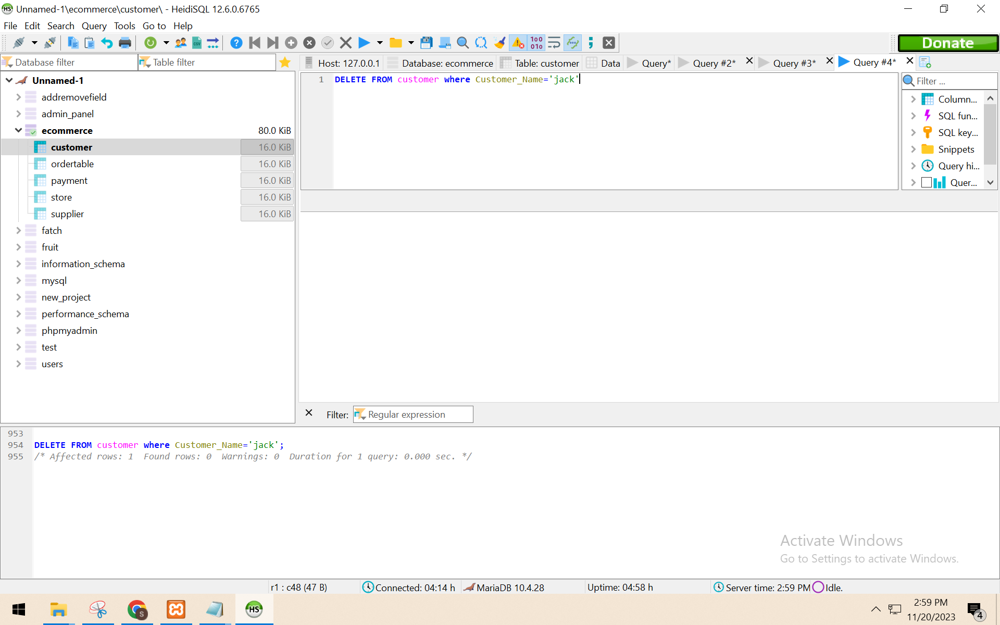 Unnamed-1\ecommerce\customer\ - HeidiSQL 12.6.0.6765
File Edit Search Query Tools Go to Help
Donate
Database filter
Table filter
Host: 127.0.0.1
Database: ecommerce
Table: customer
Data
Query*
Query #2*
Query #3*
Query #4*
Unnamed-1
addremovefield
admin_panel
ecommerce 80.0 KiB
customer 16.0 KiB
ordertable 16.0 KiB
payment 16.0 KiB
store 16.0 KiB
supplier 16.0 KiB
fatch
fruit
information_schema
mysql
new_project
performance_schema
phpmyadmin
test
users
1 DELETE FROM customer where Customer_Name='jack'
Filter ...
Column...
SQL fun...
SQL key...
Snippets
Query hi...
Quer...
Filter: Regular expression
953
954 DELETE FROM customer where Customer_Name='jack';
955 /* Affected rows: 1 Found rows: 0 Warnings: 0 Duration for 1 query: 0.000 sec. */
Activate Windows
Go to Settings to activate Windows.
r1 : c48 (47 B)
Connected: 04:14 h
MariaDB 10.4.28
Uptime: 04:58 h
Server time: 2:59 PM
Idle.
2:59 PM
11/20/2023
4